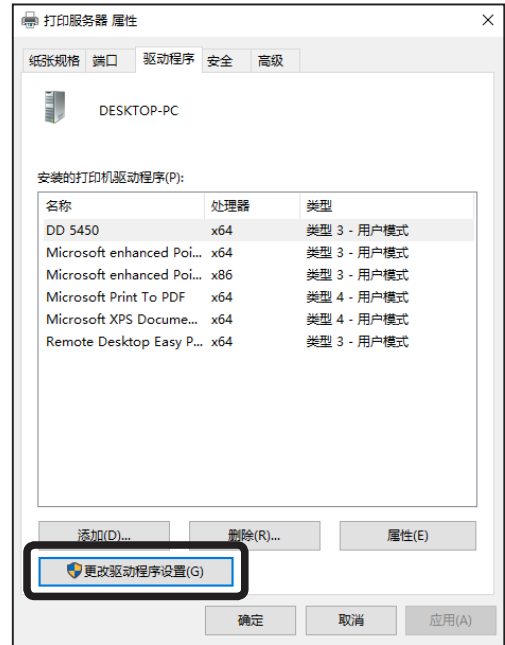 打印服务器 属性
纸张规格 端口 驱动程序 安全 高级
DESKTOP-PC
安装的打印机驱动程序(P):
名称 处理器 类型
DD 5450 x64 类型 3 - 用户模式
Microsoft enhanced Poi... x64 类型 3 - 用户模式
Microsoft enhanced Poi... x86 类型 3 - 用户模式
Microsoft Print To PDF x64 类型 4 - 用户模式
Microsoft XPS Docume... x64 类型 4 - 用户模式
Remote Desktop Easy P... x64 类型 3 - 用户模式
添加(D)... 删除(R)... 属性(E)
更改驱动程序设置(G)
确定 取消 应用(A)